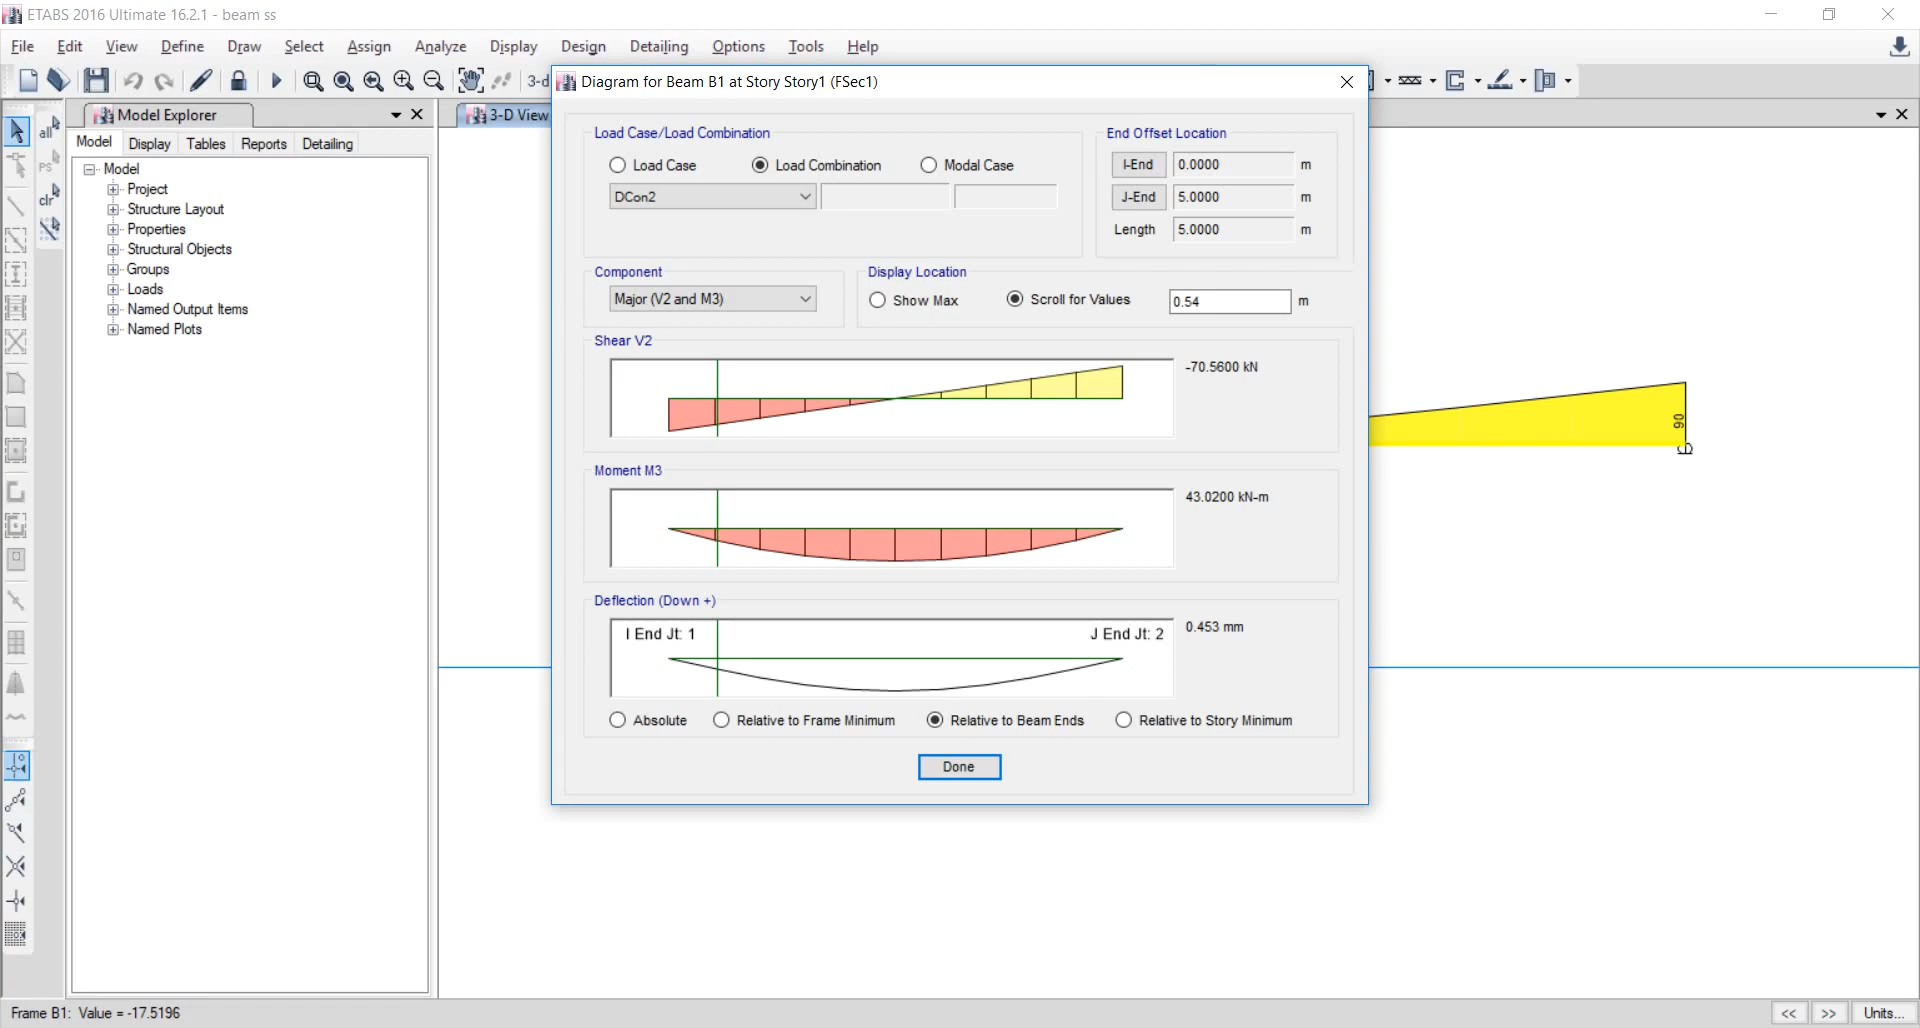 ETABS 2016 Ultimate 16.2.1 - beam ss
File Edit View Define Draw Select Assign Analyze Display Design Detailing Options Tools Help
3-d
Diagram for Beam B1 at Story Story1 (FSec1)
Model Explorer
3-D View
all
PS
clr
Model Display Tables Reports Detailing
Model
Project
Structure Layout
Properties
Structural Objects
Groups
Loads
Named Output Items
Named Plots
Load Case/Load Combination
Load Case Load Combination Modal Case
DCon2
End Offset Location
I-End 0.0000 m
J-End 5.0000 m
Length 5.0000 m
Component
Major (V2 and M3)
Display Location
Show Max Scroll for Values 0.54 m
Shear V2
-70.5600 kN
Moment M3
43.0200 kN-m
Deflection (Down +)
I End Jt: 1 J End Jt: 2
0.453 mm
Absolute Relative to Frame Minimum Relative to Beam Ends Relative to Story Minimum
Done
90
Frame B1: Value = -17.5196
<< >> Units...